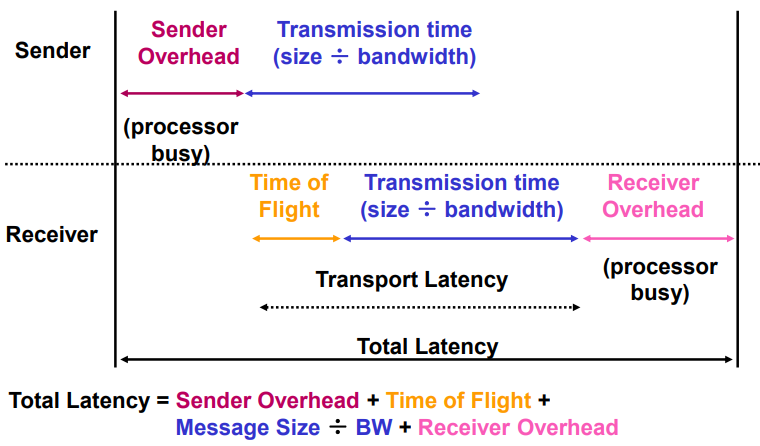 Sender
Sender
Overhead
Transmission time
(size ÷ bandwidth)
(processor
busy)
Receiver
Time of
Flight
Transmission time
(size ÷ bandwidth)
Receiver
Overhead
(processor
busy)
Transport Latency
Total Latency
Total Latency = Sender Overhead + Time of Flight +
Message Size ÷ BW + Receiver Overhead